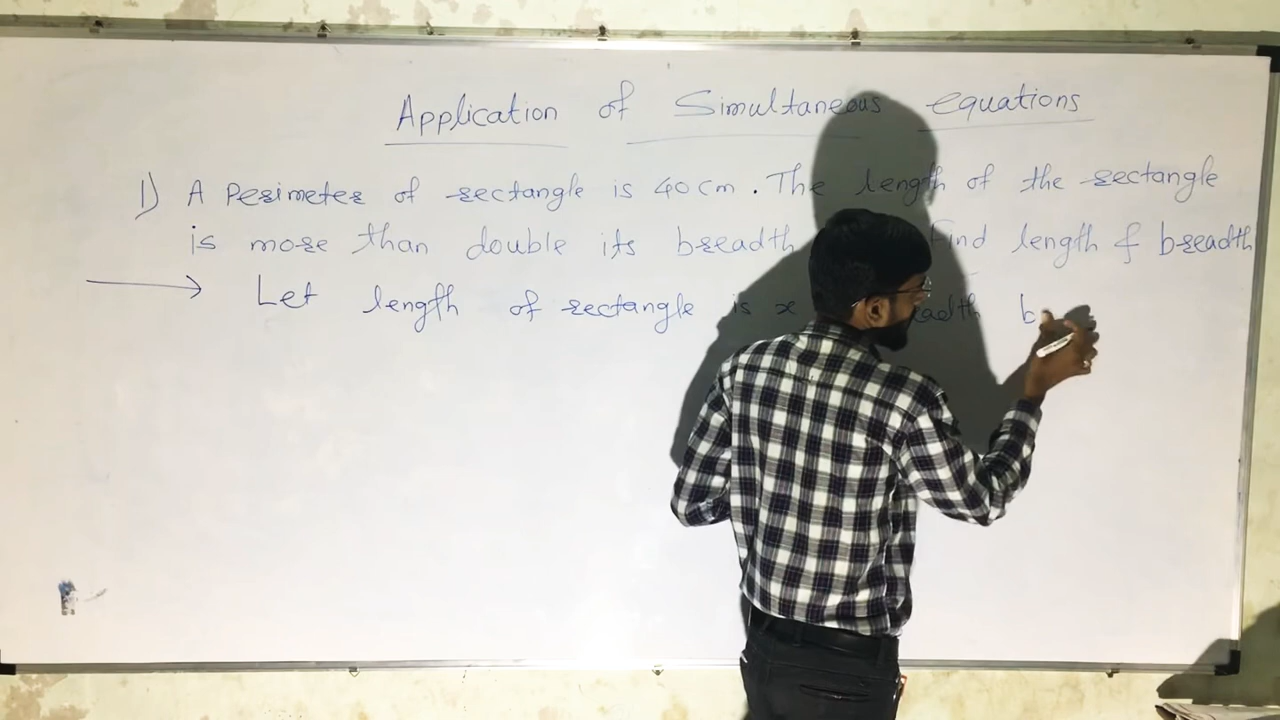 Application of Simultaneous equations
1) A Perimeter of rectangle is 40 cm. The length of the rectangle
is more than double its breadth Find length & breadth
Let length of rectangle is x b